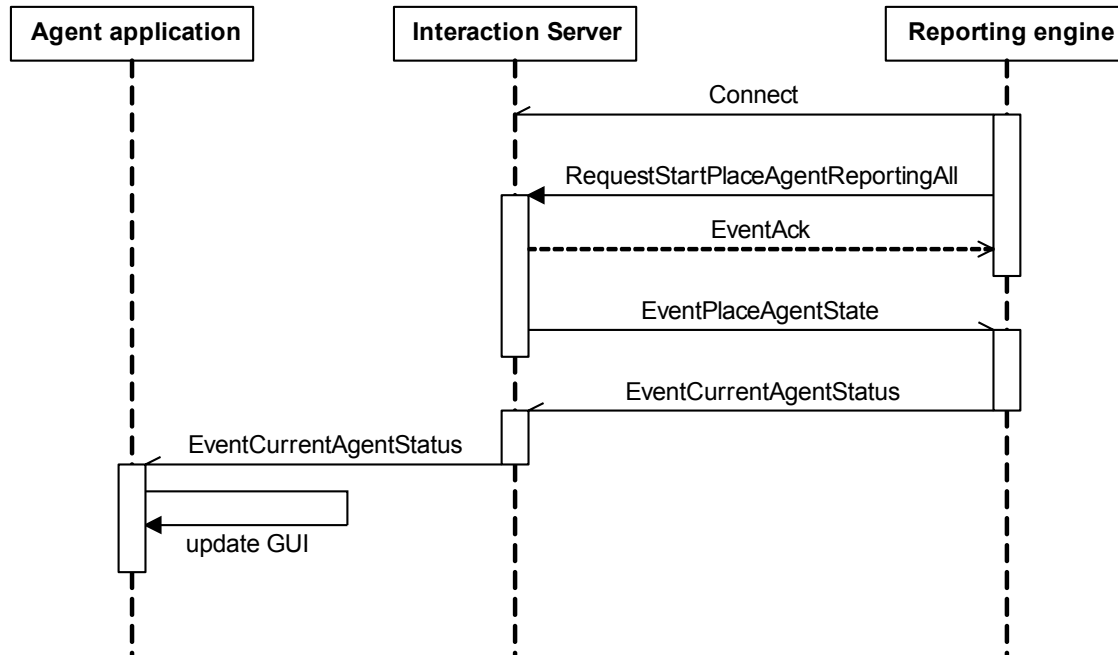 Agent application
Interaction Server
Reporting engine
Connect
RequestStartPlaceAgentReportingAll
EventAck
EventPlaceAgentState
EventCurrentAgentStatus
EventCurrentAgentStatus
update GUI